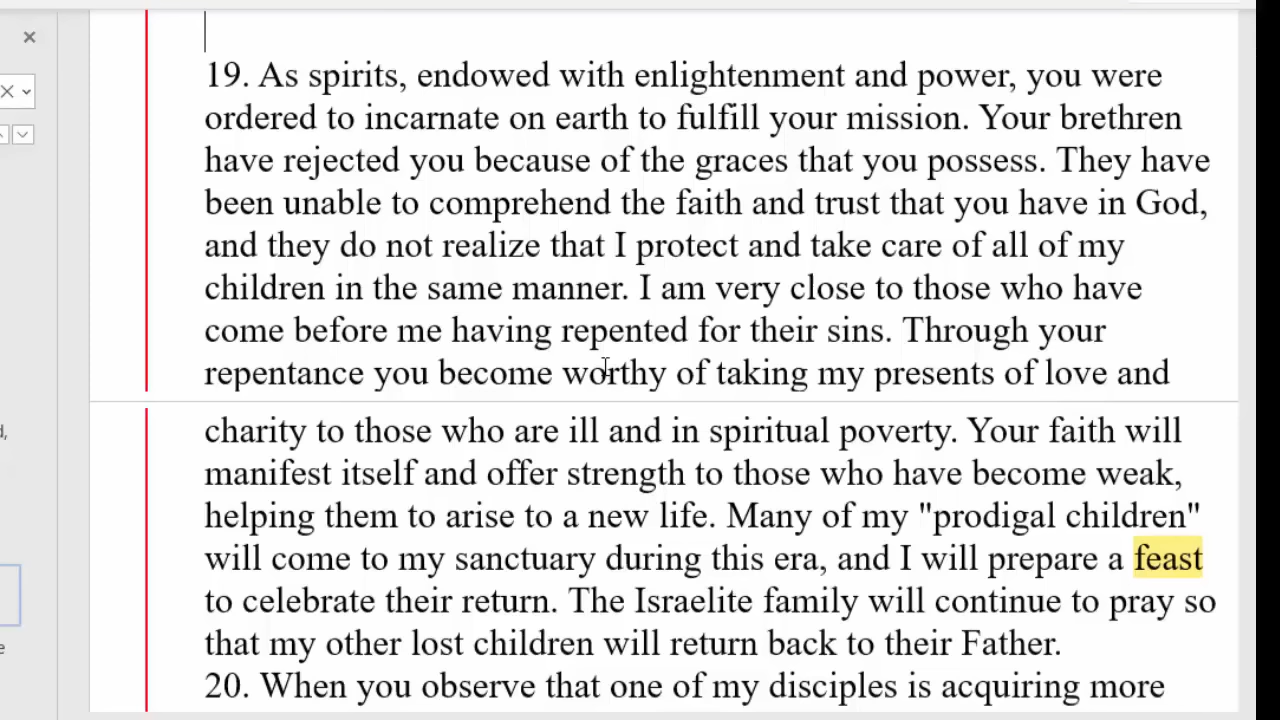 19. As spirits, endowed with enlightenment and power, you were
ordered to incarnate on earth to fulfill your mission. Your brethren
have rejected you because of the graces that you possess. They have
been unable to comprehend the faith and trust that you have in God,
and they do not realize that I protect and take care of all of my
children in the same manner. I am very close to those who have
come before me having repented for their sins. Through your
repentance you become worthy of taking my presents of love and
charity to those who are ill and in spiritual poverty. Your faith will
manifest itself and offer strength to those who have become weak,
helping them to arise to a new life. Many of my "prodigal children"
will come to my sanctuary during this era, and I will prepare a feast
to celebrate their return. The Israelite family will continue to pray so
that my other lost children will return back to their Father.
20. When you observe that one of my disciples is acquiring more